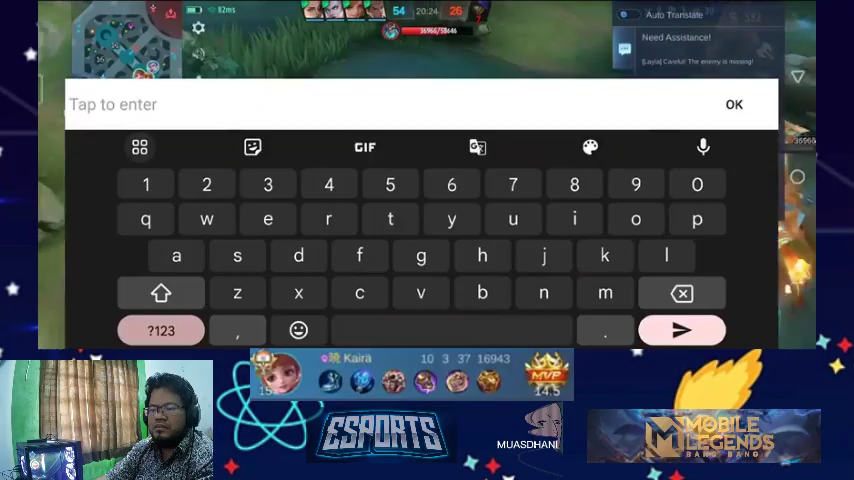 82ms
54 20:24 26
Auto Translate
Need Assistance!
[Layla] Careful! The enemy is missing!
Tap to enter
OK
GIF
1 2 3 4 5 6 7 8 9 0
q w e r t y u i o p
a s d f g h j k l
z x c v b n m
?123 , .
暁 Kaira 10 3 37 16943
MVP
14.5
ESPORTS
MUASDHANI
MOBILE
LEGENDS
BANG BANG